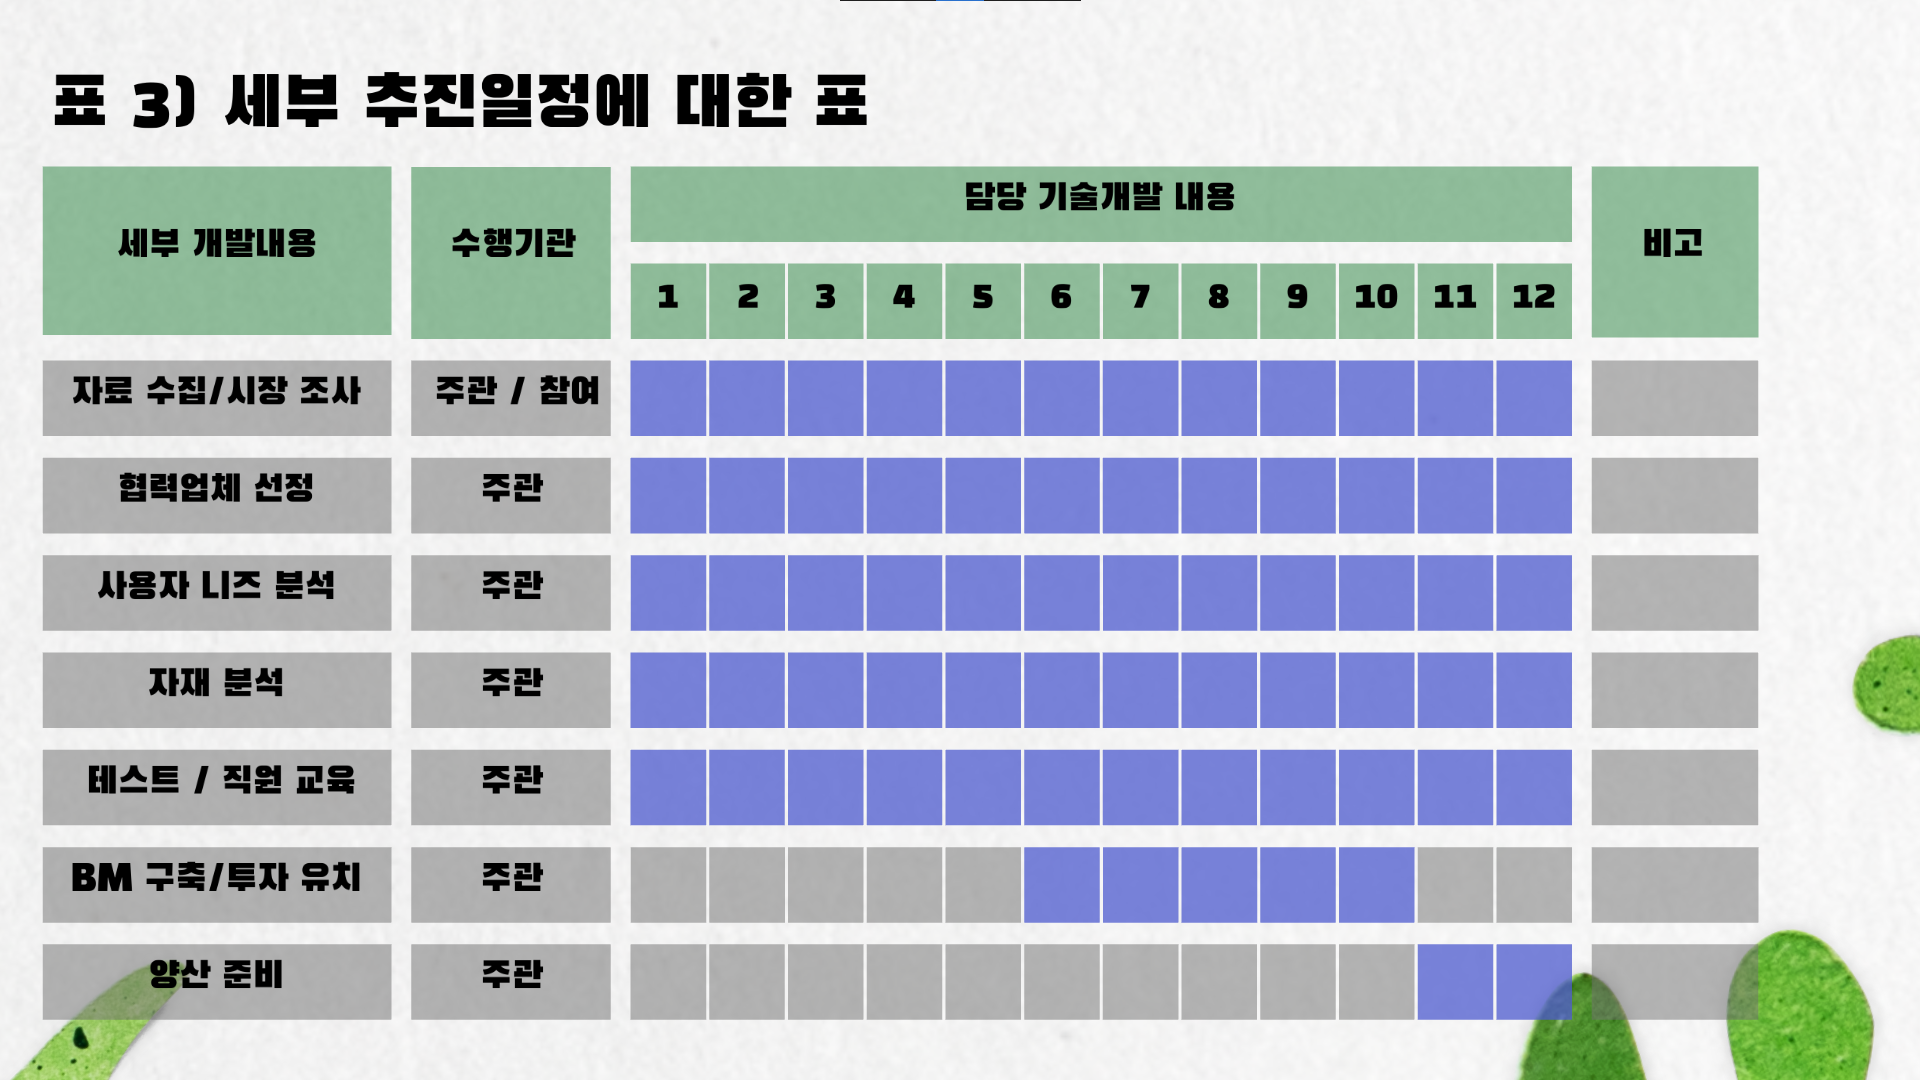 표 3) 세부 추진일정에 대한 표
세부 개발내용
수행기관
담당 기술개발 내용
비고
1 2 3 4 5 6 7 8 9 10 11 12
자료 수집/시장 조사
주관 / 참여
협력업체 선정
주관
사용자 니즈 분석
주관
자재 분석
주관
테스트 / 직원 교육
주관
BM 구축/투자 유치
주관
양산 준비
주관